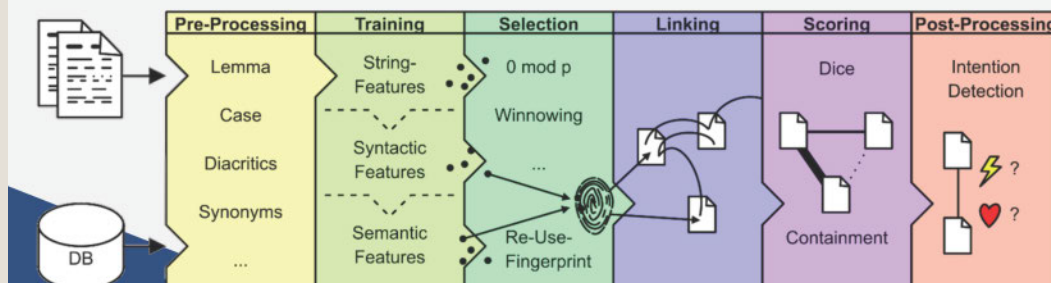 Pre-Processing
Training
Selection
Linking
Scoring
Post-Processing
Lemma
Case
Diacritics
Synonyms
...
String-
Features
Syntactic
Features
Semantic
Features
0 mod p
Winnowing
...
Re-Use-
Fingerprint
Dice
Containment
Intention
Detection
?
?
DB